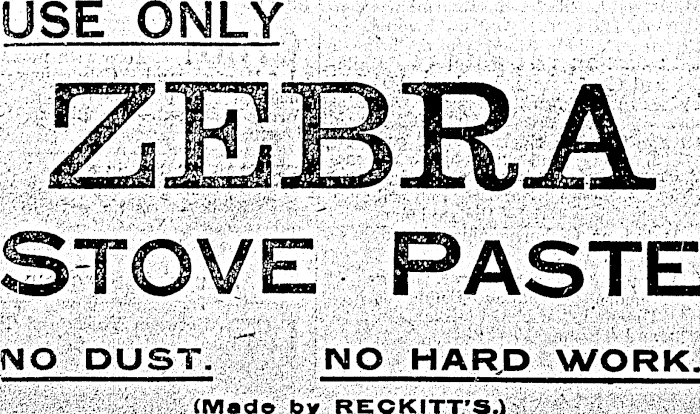 USE ONLY
ZEBRA
STOVE PASTE
NO DUST. NO HARD WORK.
(Made by RECKITT'S.)